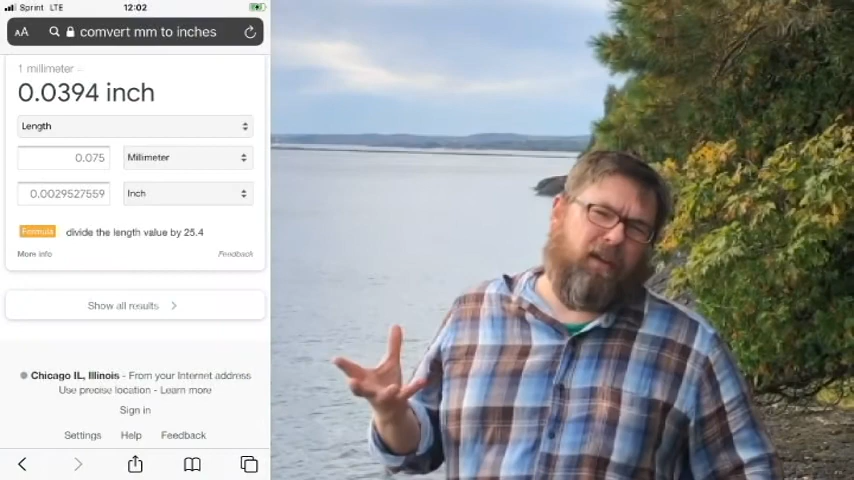 Sprint LTE 12:02
AA comvert mm to inches
1 millimeter =
0.0394 inch
Length
0.075 Millimeter
0.0029527559 Inch
Formula divide the length value by 25.4
More info Feedback
Show all results
Chicago IL, Illinois - From your Internet address
Use precise location - Learn more
Sign in
Settings Help Feedback